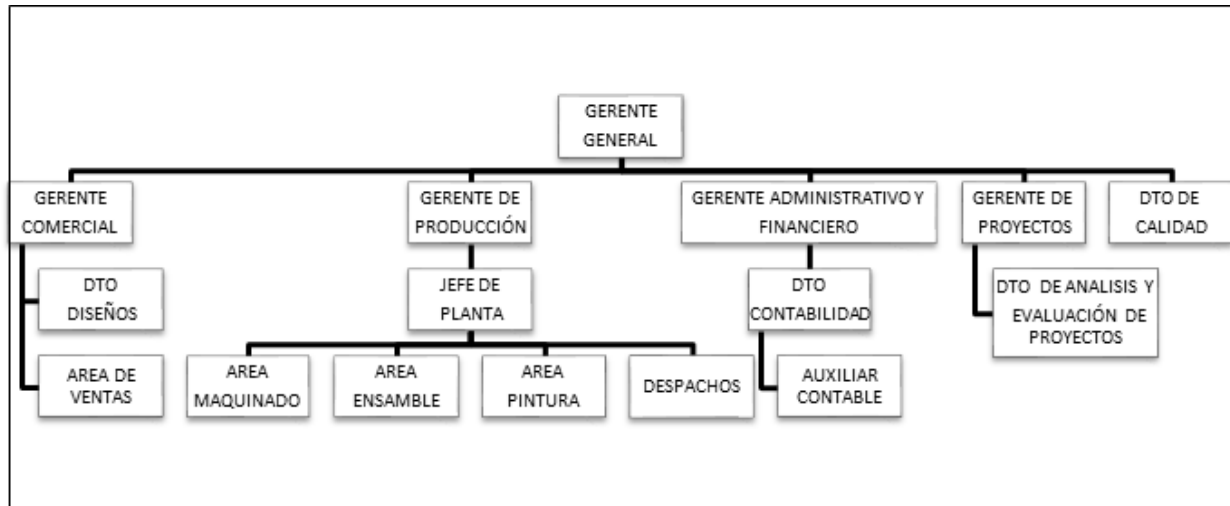 GERENTE
GENERAL
GERENTE
COMERCIAL
GERENTE DE
PRODUCCIÓN
GERENTE ADMINISTRATIVO Y
FINANCIERO
GERENTE DE
PROYECTOS
DTO DE
CALIDAD
DTO
DISEÑOS
JEFE DE
PLANTA
DTO
CONTABILIDAD
DTO DE ANALISIS Y
EVALUACIÓN DE
PROYECTOS
AREA DE
VENTAS
AREA
MAQUINADO
AREA
ENSAMBLE
AREA
PINTURA
DESPACHOS
AUXILIAR
CONTABLE